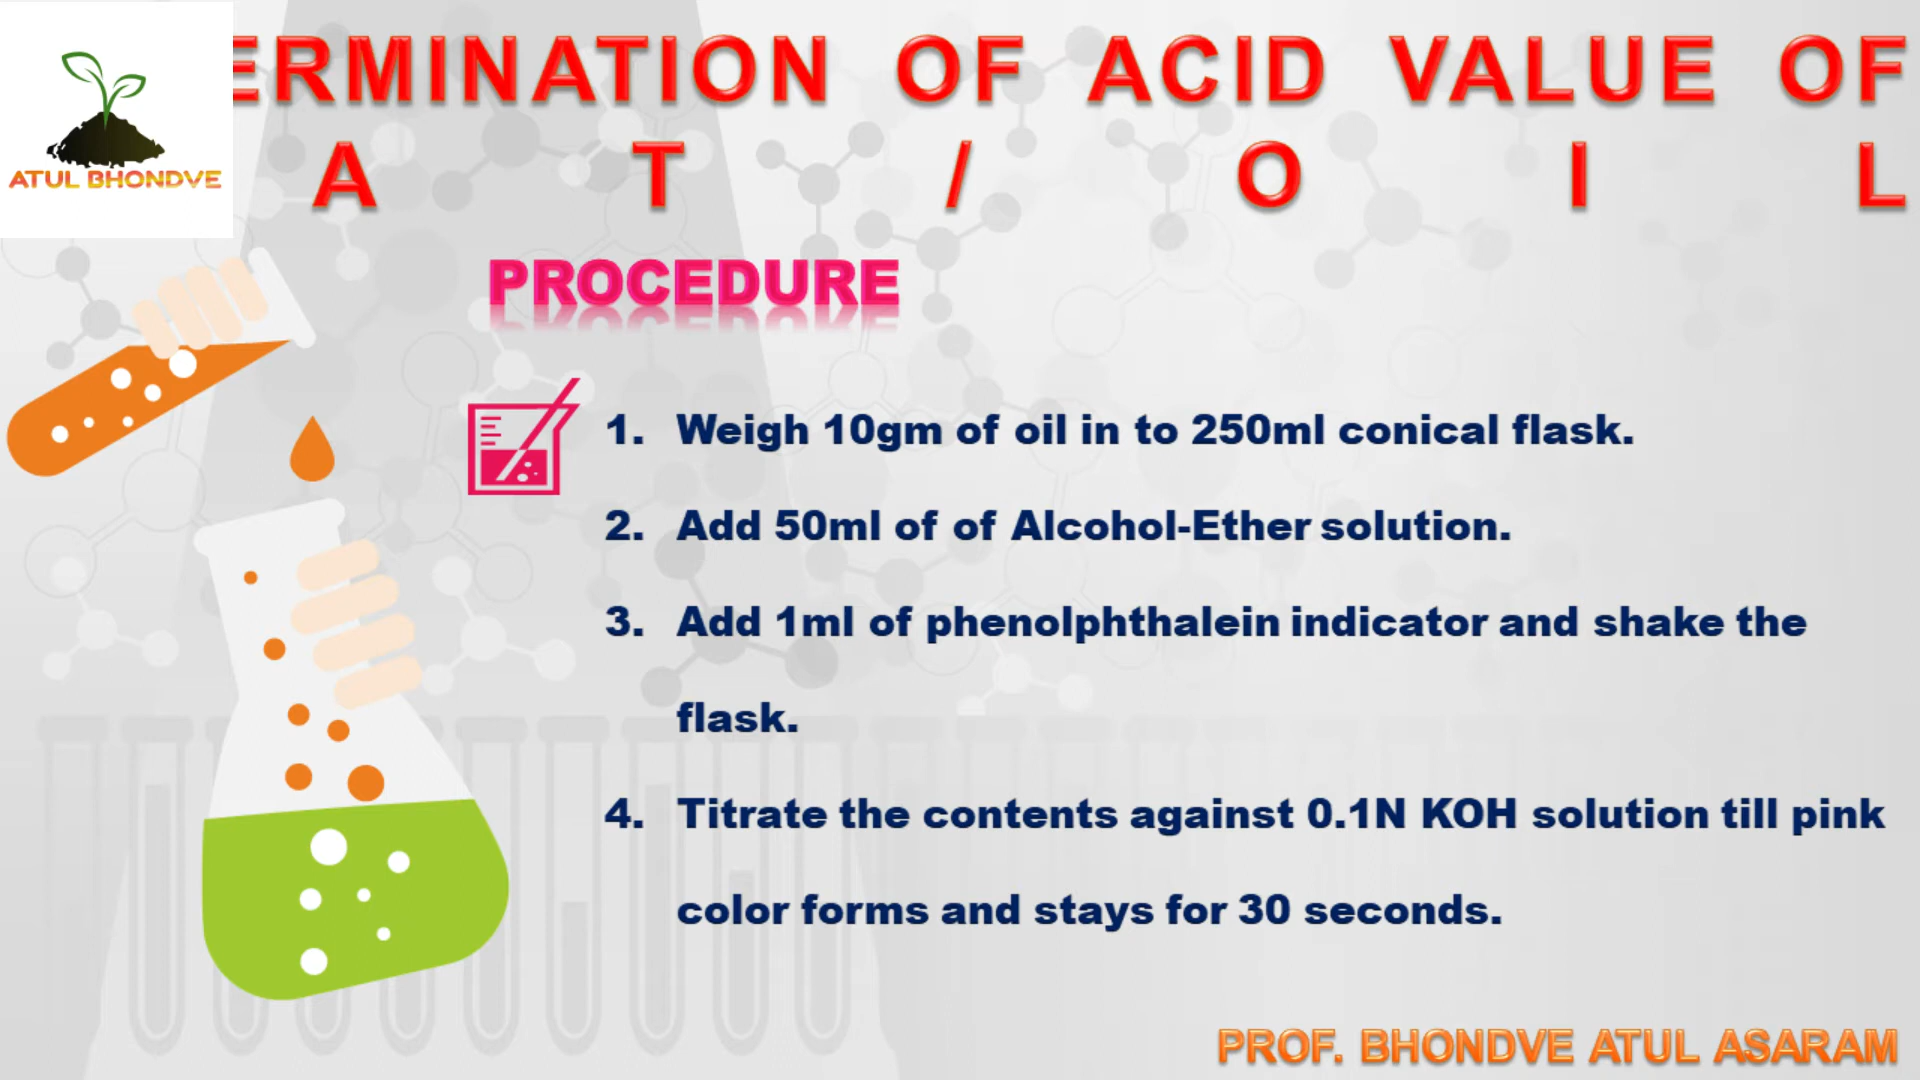 ERMINATION OF ACID VALUE OF
A T / O I L
ATUL BHONDVE
PROCEDURE
1. Weigh 10gm of oil in to 250ml conical flask.
2. Add 50ml of of Alcohol-Ether solution.
3. Add 1ml of phenolphthalein indicator and shake the
flask.
4. Titrate the contents against 0.1N KOH solution till pink
color forms and stays for 30 seconds.
PROF. BHONDVE ATUL ASARAM